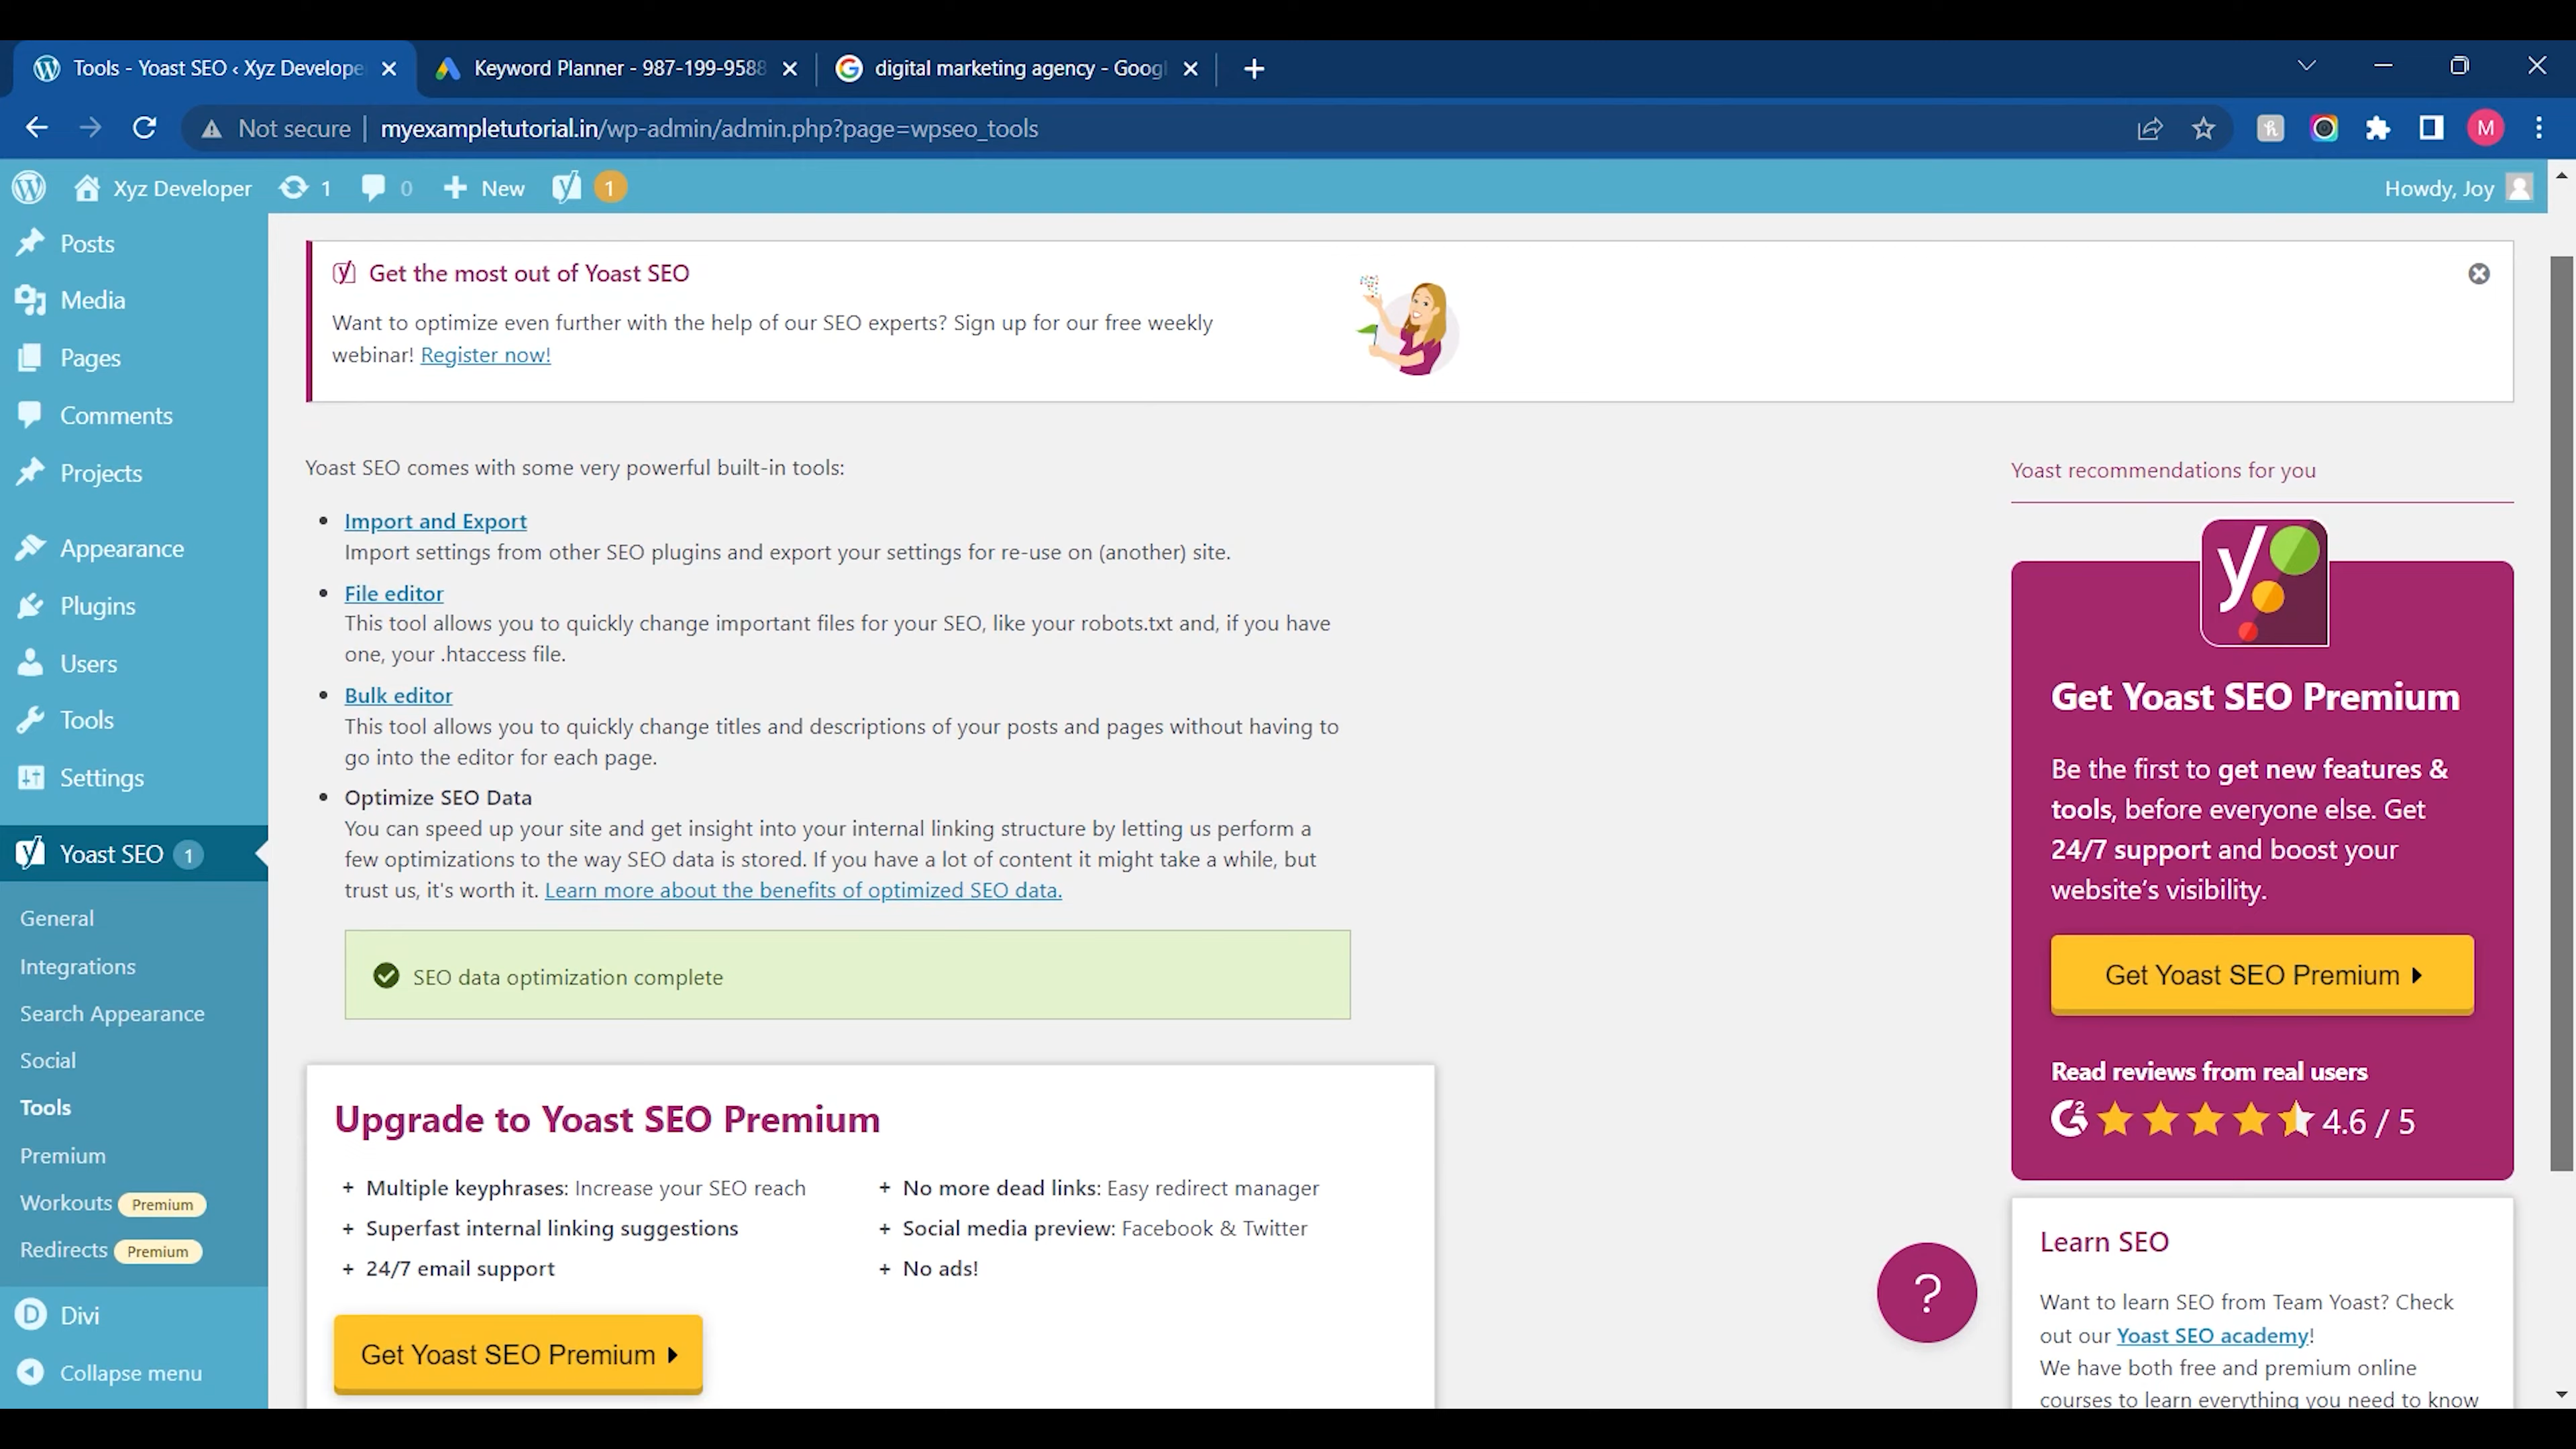 Tools - Yoast SEO ‹ Xyz Develope
Keyword Planner - 987-199-9588
digital marketing agency - Googl
Not secure
myexampletutorial.in/wp-admin/admin.php?page=wpseo_tools
M
Xyz Developer
1
0
New
1
Howdy, Joy
Posts
Media
Pages
Comments
Projects
Appearance
Plugins
Users
Tools
Settings
Yoast SEO 1
General
Integrations
Search Appearance
Social
Tools
Premium
Workouts Premium
Redirects Premium
Divi
Collapse menu
Get the most out of Yoast SEO
Want to optimize even further with the help of our SEO experts? Sign up for our free weekly
webinar! Register now!
Yoast SEO comes with some very powerful built-in tools:
Import and Export
Import settings from other SEO plugins and export your settings for re-use on (another) site.
File editor
This tool allows you to quickly change important files for your SEO, like your robots.txt and, if you have
one, your .htaccess file.
Bulk editor
This tool allows you to quickly change titles and descriptions of your posts and pages without having to
go into the editor for each page.
Optimize SEO Data
You can speed up your site and get insight into your internal linking structure by letting us perform a
few optimizations to the way SEO data is stored. If you have a lot of content it might take a while, but
trust us, it's worth it. Learn more about the benefits of optimized SEO data.
SEO data optimization complete
Upgrade to Yoast SEO Premium
+ Multiple keyphrases: Increase your SEO reach
+ Superfast internal linking suggestions
+ 24/7 email support
+ No more dead links: Easy redirect manager
+ Social media preview: Facebook & Twitter
+ No ads!
Get Yoast SEO Premium
?
Yoast recommendations for you
y
Get Yoast SEO Premium
Be the first to get new features &
tools, before everyone else. Get
24/7 support and boost your
website’s visibility.
Get Yoast SEO Premium
Read reviews from real users
G2 4.6 / 5
Learn SEO
Want to learn SEO from Team Yoast? Check
out our Yoast SEO academy!
We have both free and premium online
courses to learn everything you need to know